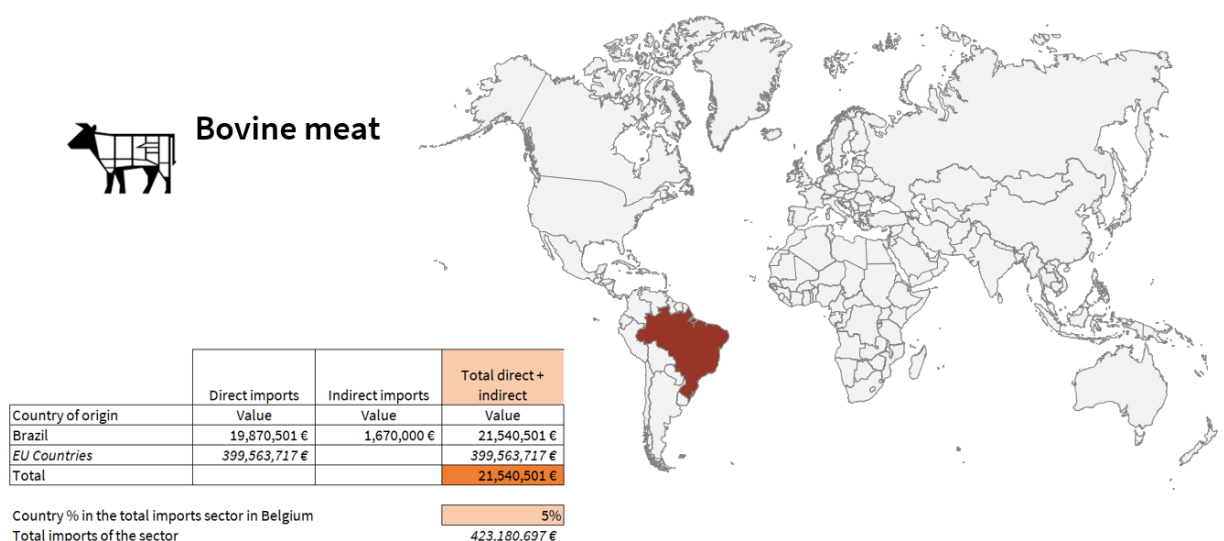 Bovine meat
Direct imports Indirect imports Total direct + indirect
Country of origin Value Value Value
Brazil 19,870,501 € 1,670,000 € 21,540,501 €
EU Countries 399,563,717 € 399,563,717 €
Total 21,540,501 €
Country % in the total imports sector in Belgium 5%
Total imports of the sector 423,180,697 €